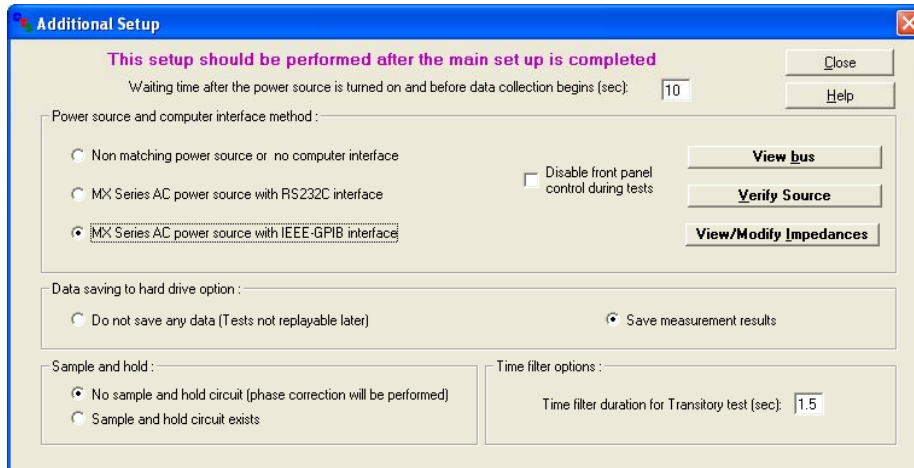 CTS Additional Setup
This setup should be performed after the main set up is completed
Close
Waiting time after the power source is turned on and before data collection begins (sec): 10
Help
Power source and computer interface method :
Non matching power source or no computer interface
View bus
Disable front panel
control during tests
MX Series AC power source with RS232C interface
Verify Source
MX Series AC power source with IEEE-GPIB interface
View/Modify Impedances
Data saving to hard drive option :
Do not save any data (Tests not replayable later)
Save measurement results
Sample and hold :
No sample and hold circuit (phase correction will be performed)
Sample and hold circuit exists
Time filter options :
Time filter duration for Transitory test (sec): 1.5